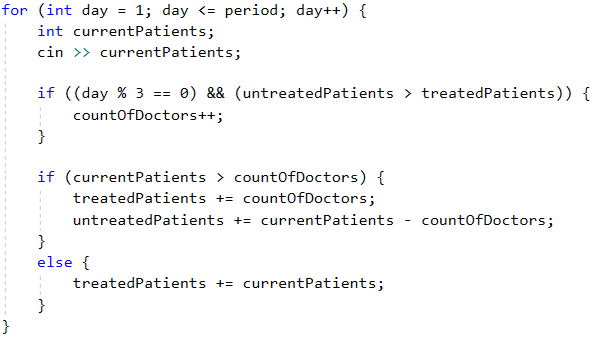 for (int day = 1; day <= period; day++) {
    int currentPatients;
    cin >> currentPatients;

    if ((day % 3 == 0) && (untreatedPatients > treatedPatients)) {
        countOfDoctors++;
    }

    if (currentPatients > countOfDoctors) {
        treatedPatients += countOfDoctors;
        untreatedPatients += currentPatients - countOfDoctors;
    }
    else {
        treatedPatients += currentPatients;
    }
}